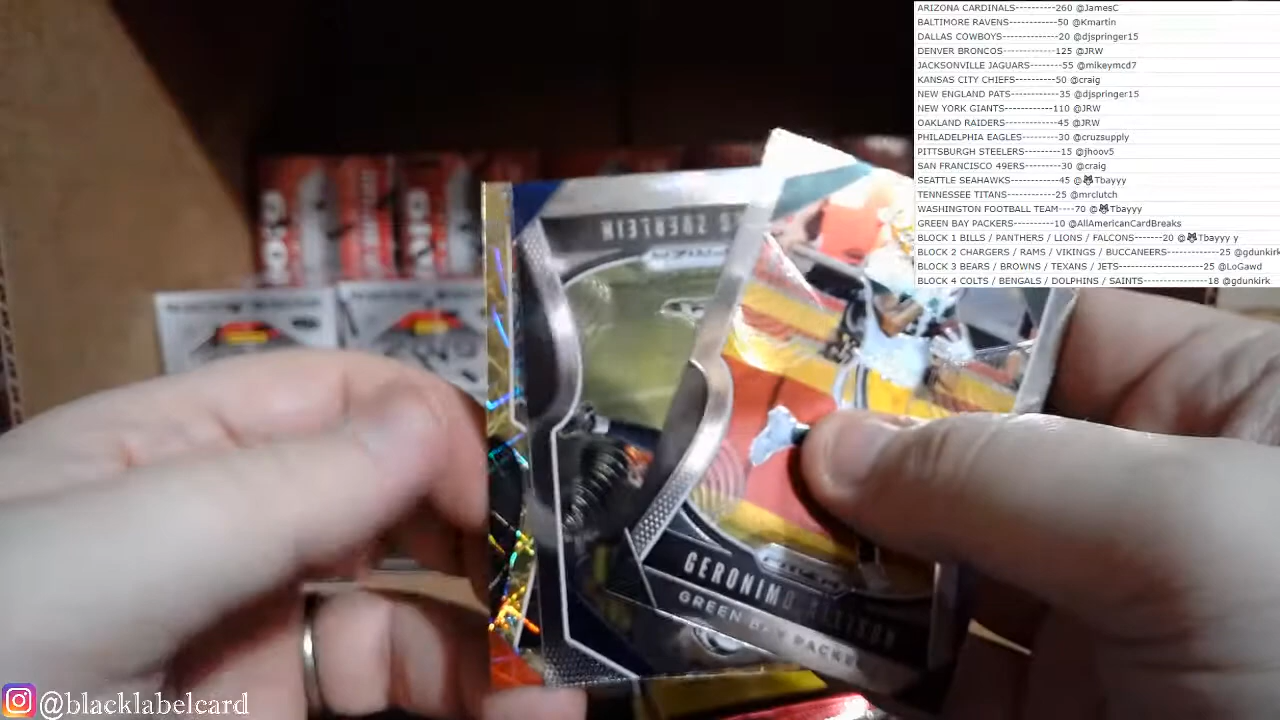 ARIZONA CARDINALS----------260 @JamesC
BALTIMORE RAVENS------------50 @Kmartin
DALLAS COWBOYS--------------20 @djspringer15
DENVER BRONCOS-------------125 @JRW
JACKSONVILLE JAGUARS--------55 @mikeymcd7
KANSAS CITY CHIEFS----------50 @craig
NEW ENGLAND PATS------------35 @djspringer15
NEW YORK GIANTS------------110 @JRW
OAKLAND RAIDERS-------------45 @JRW
PHILADELPHIA EAGLES---------30 @cruzsupply
PITTSBURGH STEELERS---------15 @jhoov5
SAN FRANCISCO 49ERS---------30 @craig
SEATTLE SEAHAWKS------------45 @😈Tbayyy
TENNESSEE TITANS------------25 @mrclutch
WASHINGTON FOOTBALL TEAM----70 @😈Tbayyy
GREEN BAY PACKERS----------10 @AllAmericanCardBreaks
BLOCK 1 BILLS / PANTHERS / LIONS / FALCONS-------20 @😈Tbayyy y
BLOCK 2 CHARGERS / RAMS / VIKINGS / BUCCANEERS--------------25 @gdunkirk
BLOCK 3 BEARS / BROWNS / TEXANS / JETS---------------------25 @LoGawd
BLOCK 4 COLTS / BENGALS / DOLPHINS / SAINTS----------------18 @gdunkirk
ZUERLEIN
GERONIMO ALLISON
GREEN BAY PACKE
@blacklabelcard